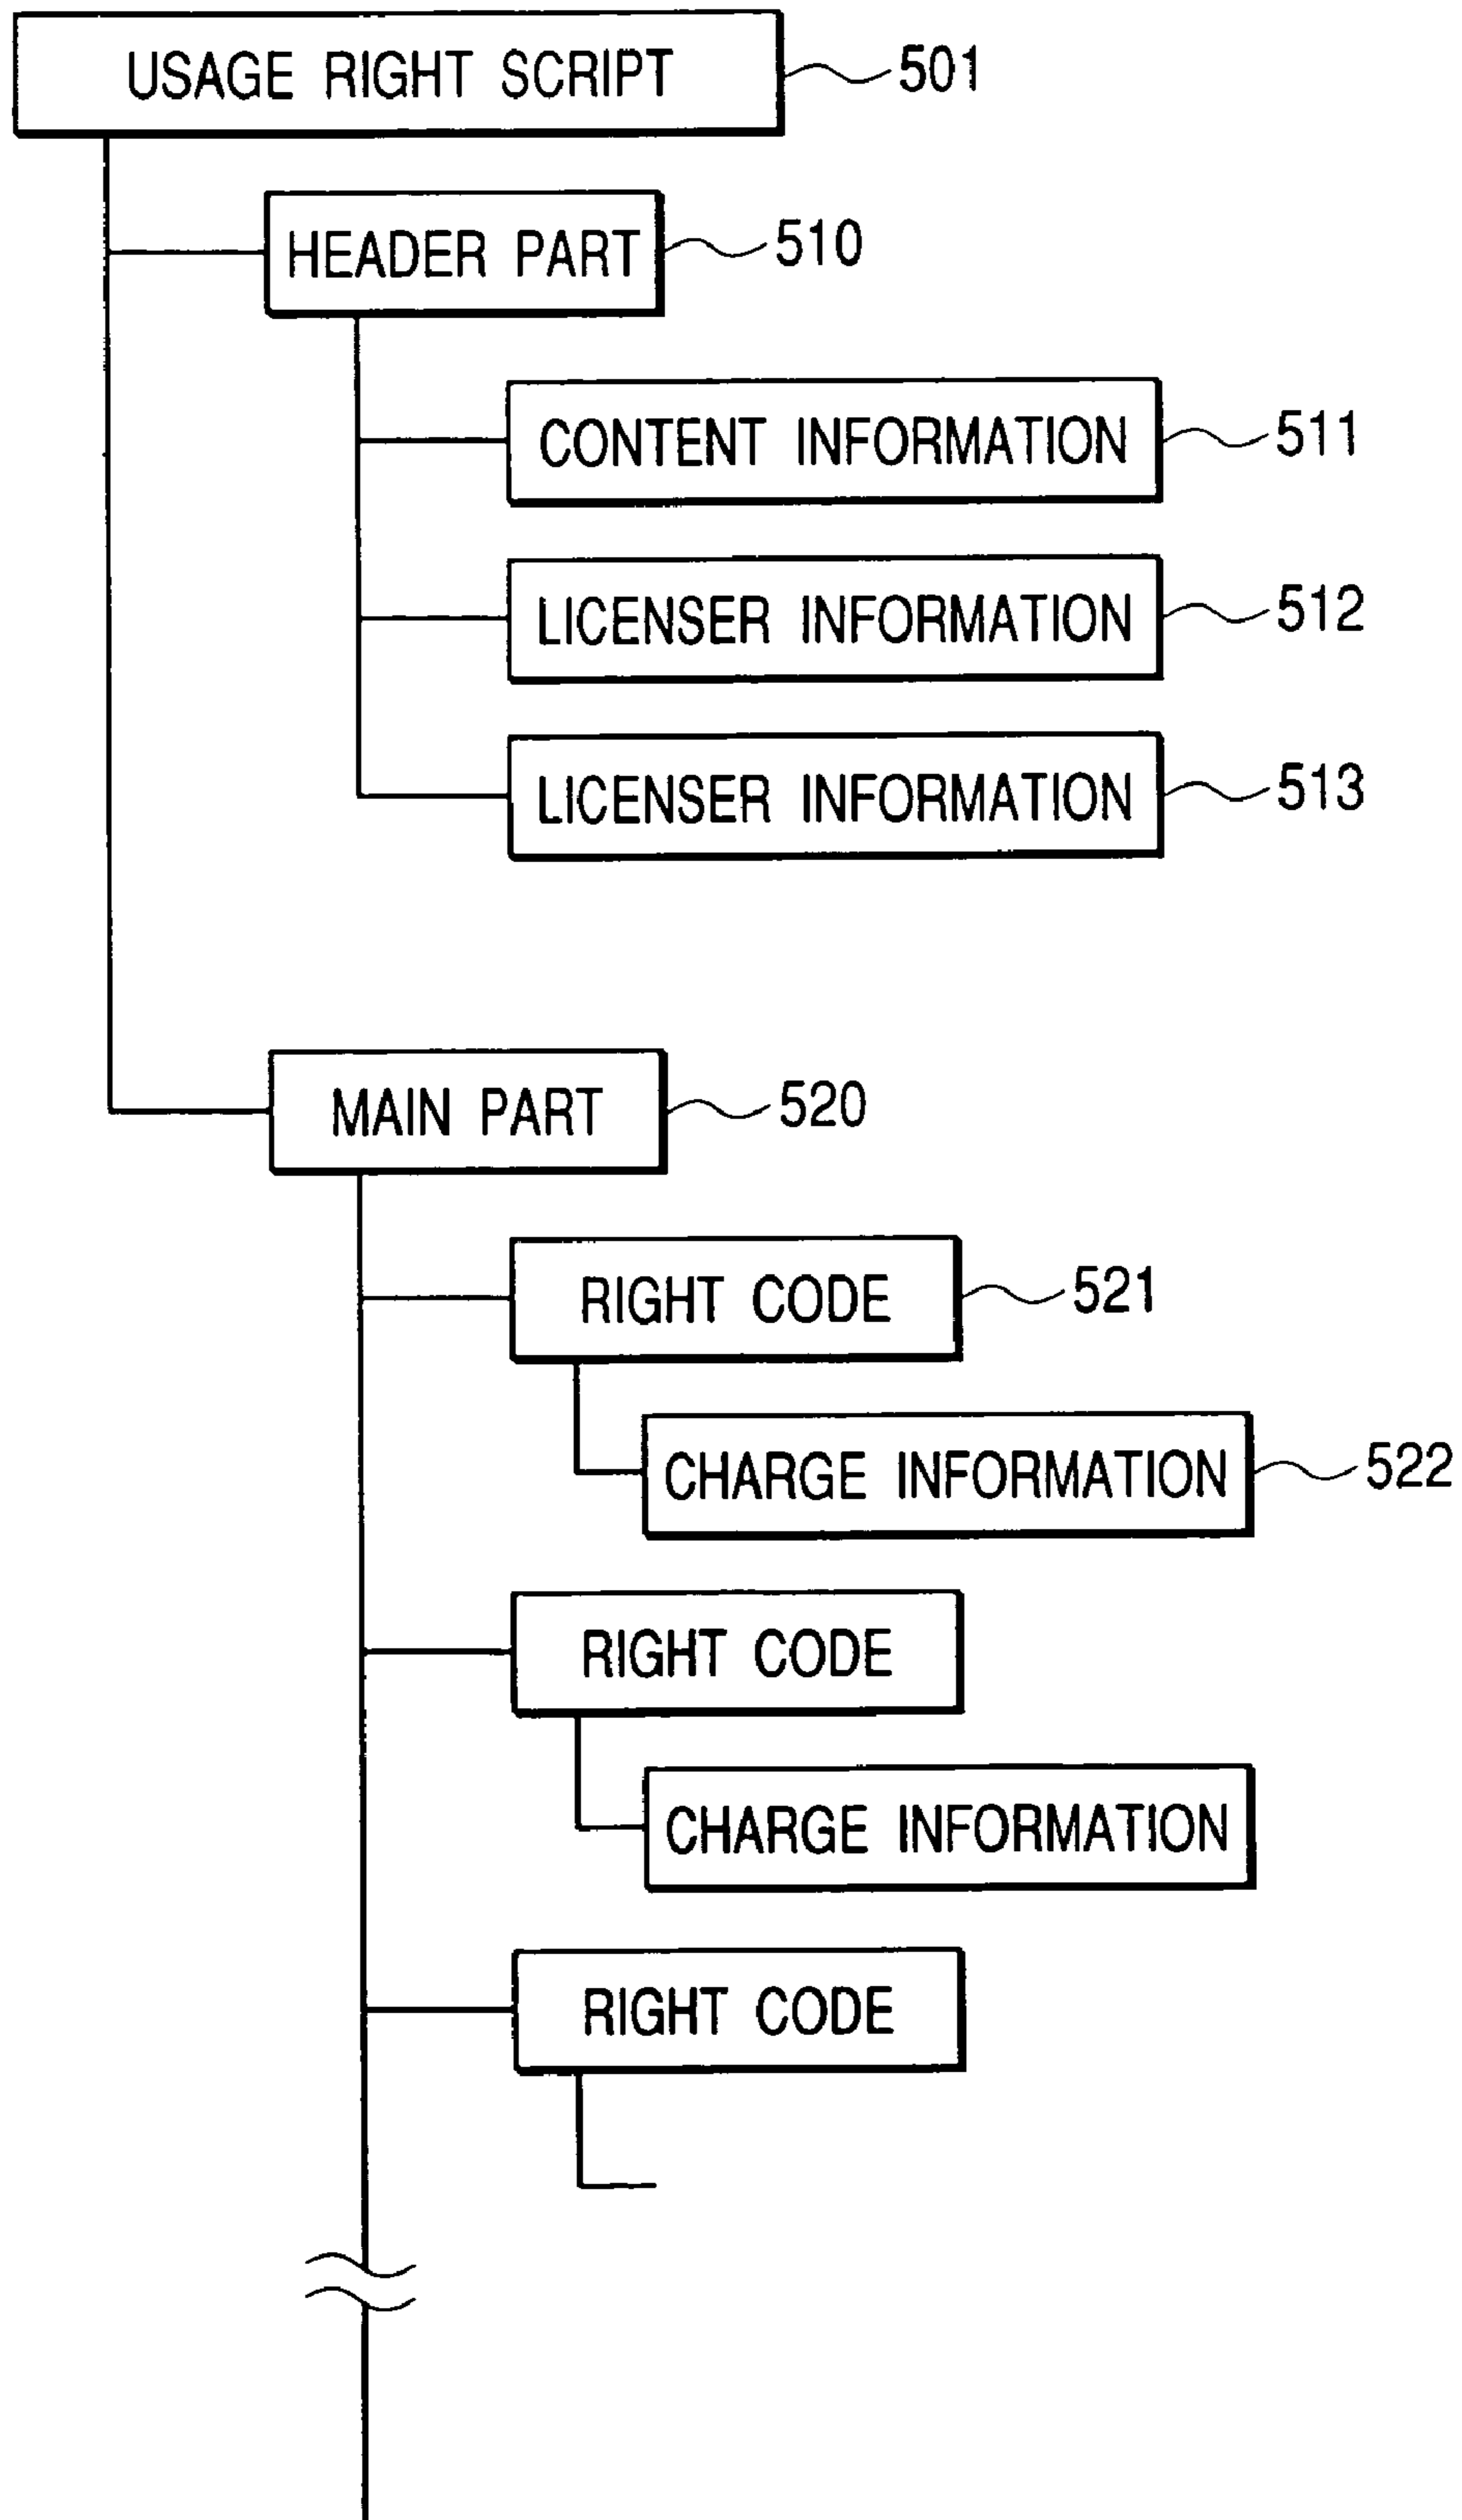 USAGE RIGHT SCRIPT 501
HEADER PART 510
CONTENT INFORMATION 511
LICENSER INFORMATION 512
LICENSER INFORMATION 513
MAIN PART 520
RIGHT CODE 521
CHARGE INFORMATION 522
RIGHT CODE
CHARGE INFORMATION
RIGHT CODE